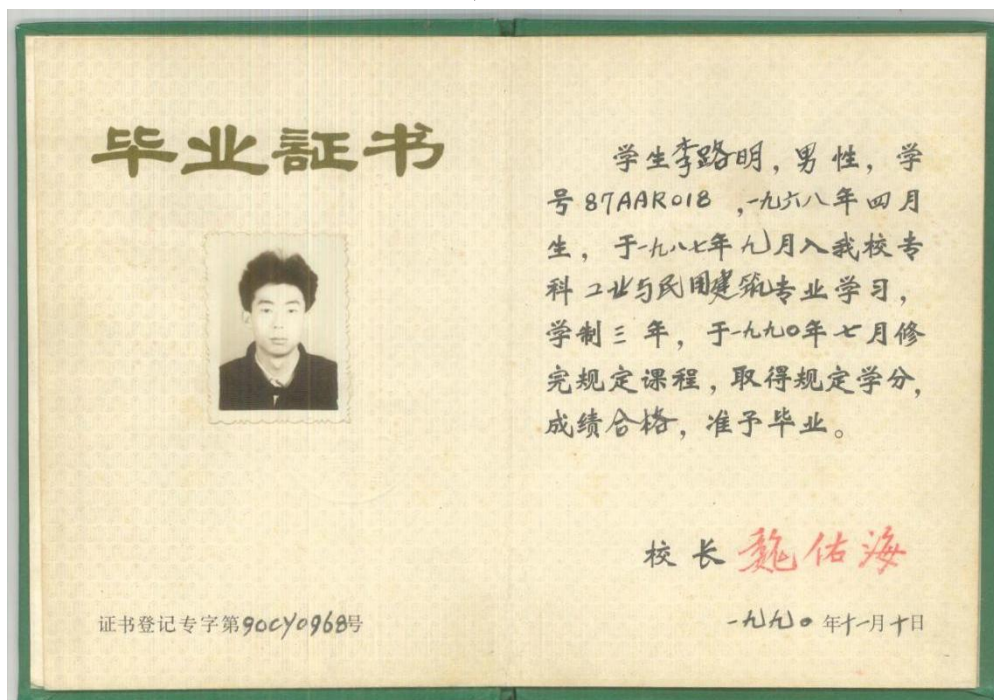 毕业証书
证书登记专字第90CY0968号
学生李路明，男性，学
号87AAR018，一九六八年四月
生，于一九八七年九月入我校专
科工业与民用建筑专业学习，
学制三年，于一九九〇年七月修
完规定课程，取得规定学分，
成绩合格，准予毕业。
校长魏佑海
一九九〇年十一月十日